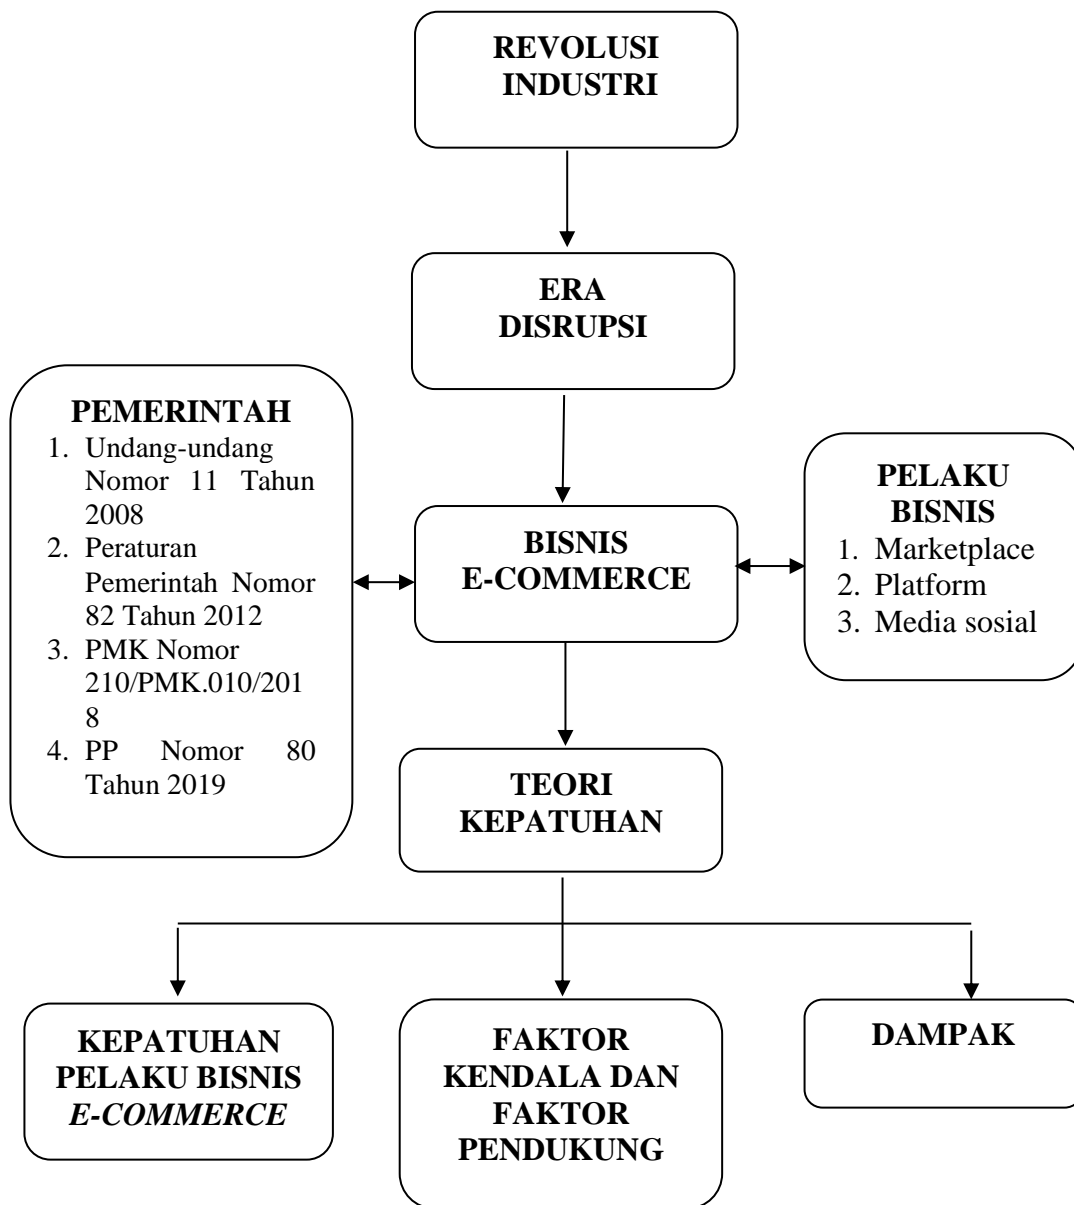 REVOLUSI
INDUSTRI
ERA
DISRUPSI
PEMERINTAH
1. Undang-undang
Nomor 11 Tahun
2008
2. Peraturan
Pemerintah Nomor
82 Tahun 2012
3. PMK Nomor
210/PMK.010/201
8
4. PP Nomor 80
Tahun 2019
BISNIS
E-COMMERCE
PELAKU
BISNIS
1. Marketplace
2. Platform
3. Media sosial
TEORI
KEPATUHAN
KEPATUHAN
PELAKU BISNIS
E-COMMERCE
FAKTOR
KENDALA DAN
FAKTOR
PENDUKUNG
DAMPAK